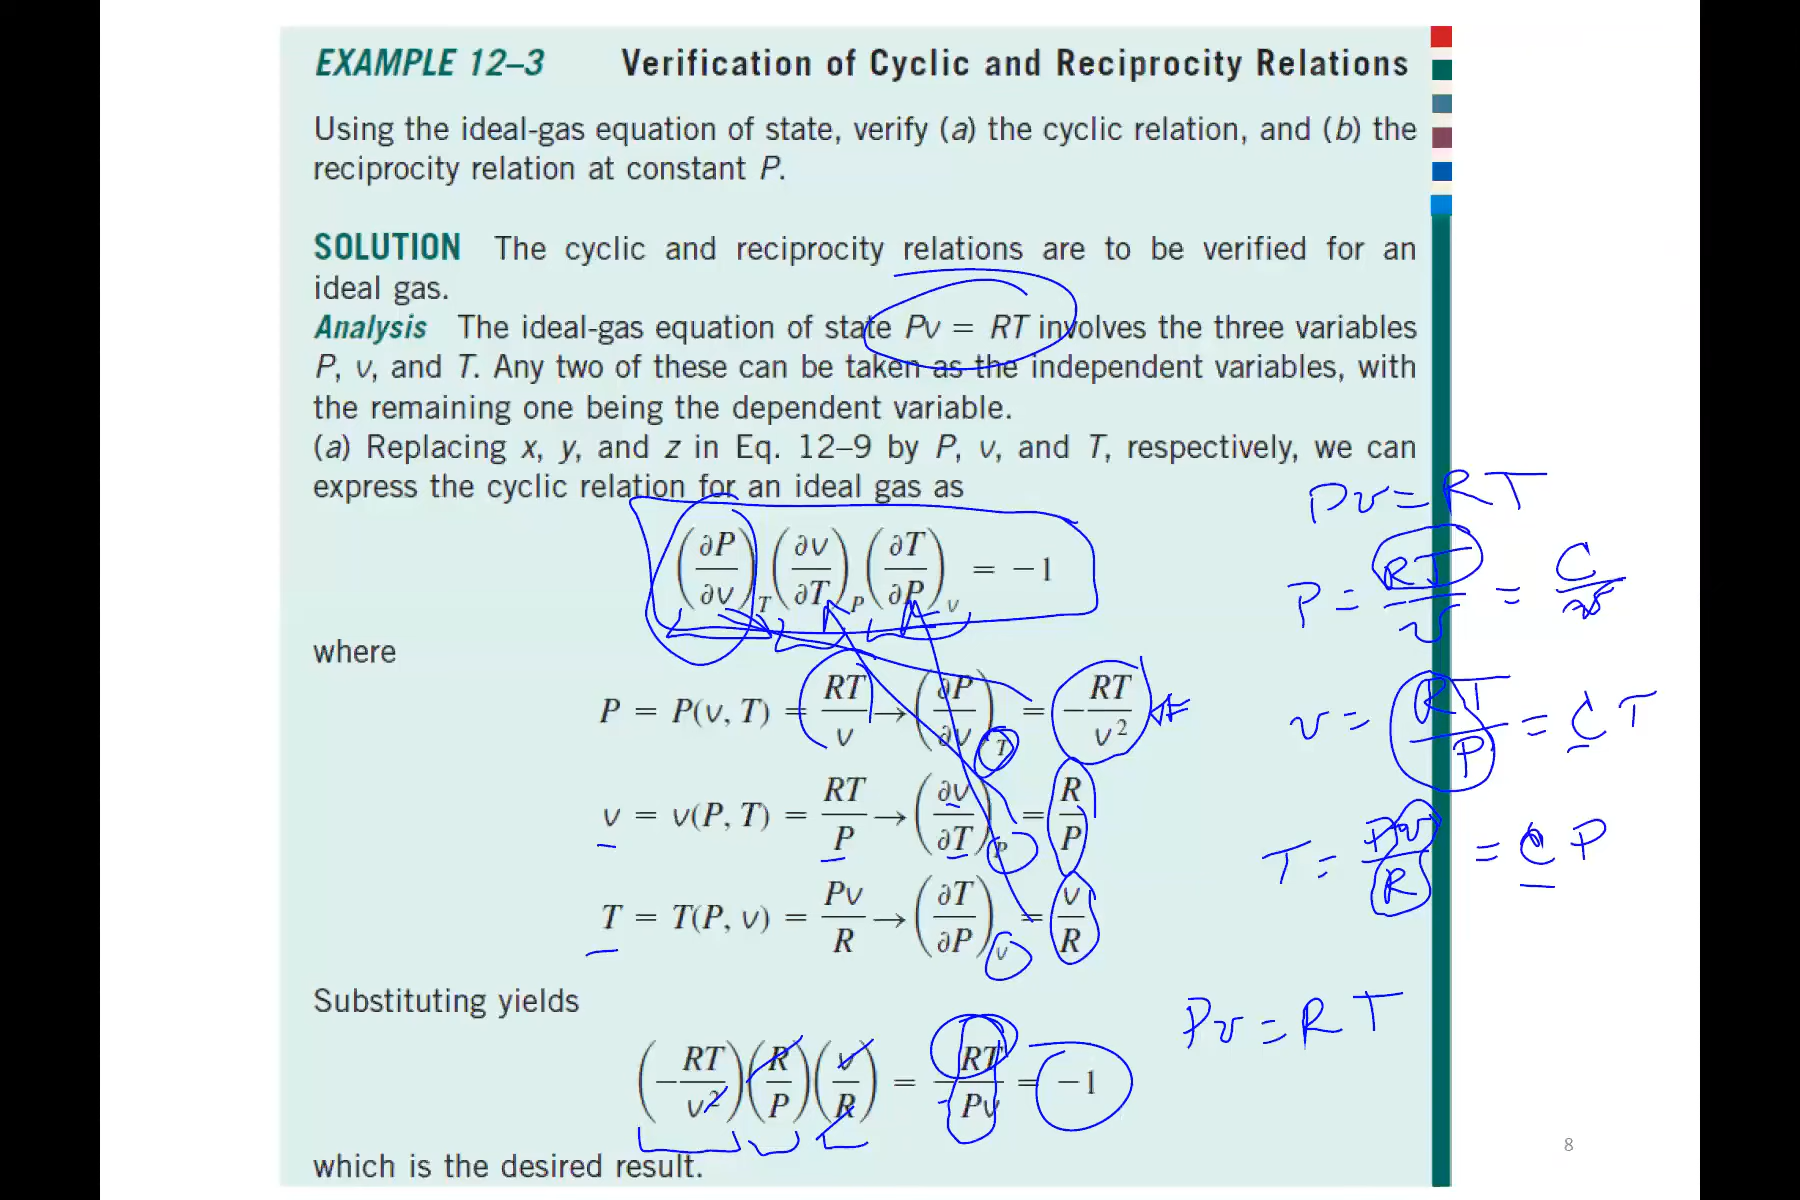 EXAMPLE 12–3 Verification of Cyclic and Reciprocity Relations
Using the ideal-gas equation of state, verify (a) the cyclic relation, and (b) the
reciprocity relation at constant P.
SOLUTION The cyclic and reciprocity relations are to be verified for an
ideal gas.
Analysis The ideal-gas equation of state Pv = RT involves the three variables
P, v, and T. Any two of these can be taken as the independent variables, with
the remaining one being the dependent variable.
(a) Replacing x, y, and z in Eq. 12–9 by P, v, and T, respectively, we can
express the cyclic relation for an ideal gas as
(∂P/∂v)_T (∂v/∂T)_P (∂T/∂P)_v = −1
where
P = P(v, T) = RT/v → (∂P/∂v)_T = −RT/v²
v = v(P, T) = RT/P → (∂v/∂T)_P = R/P
T = T(P, v) = Pv/R → (∂T/∂P)_v = v/R
Substituting yields
(−RT/v²)(R/P)(v/R) = −RT/Pv = −1
which is the desired result.
Pv = RT
P = RT/v = C/v
v = RT/P = C T
T = Pv/R = C P
Pv = RT
8